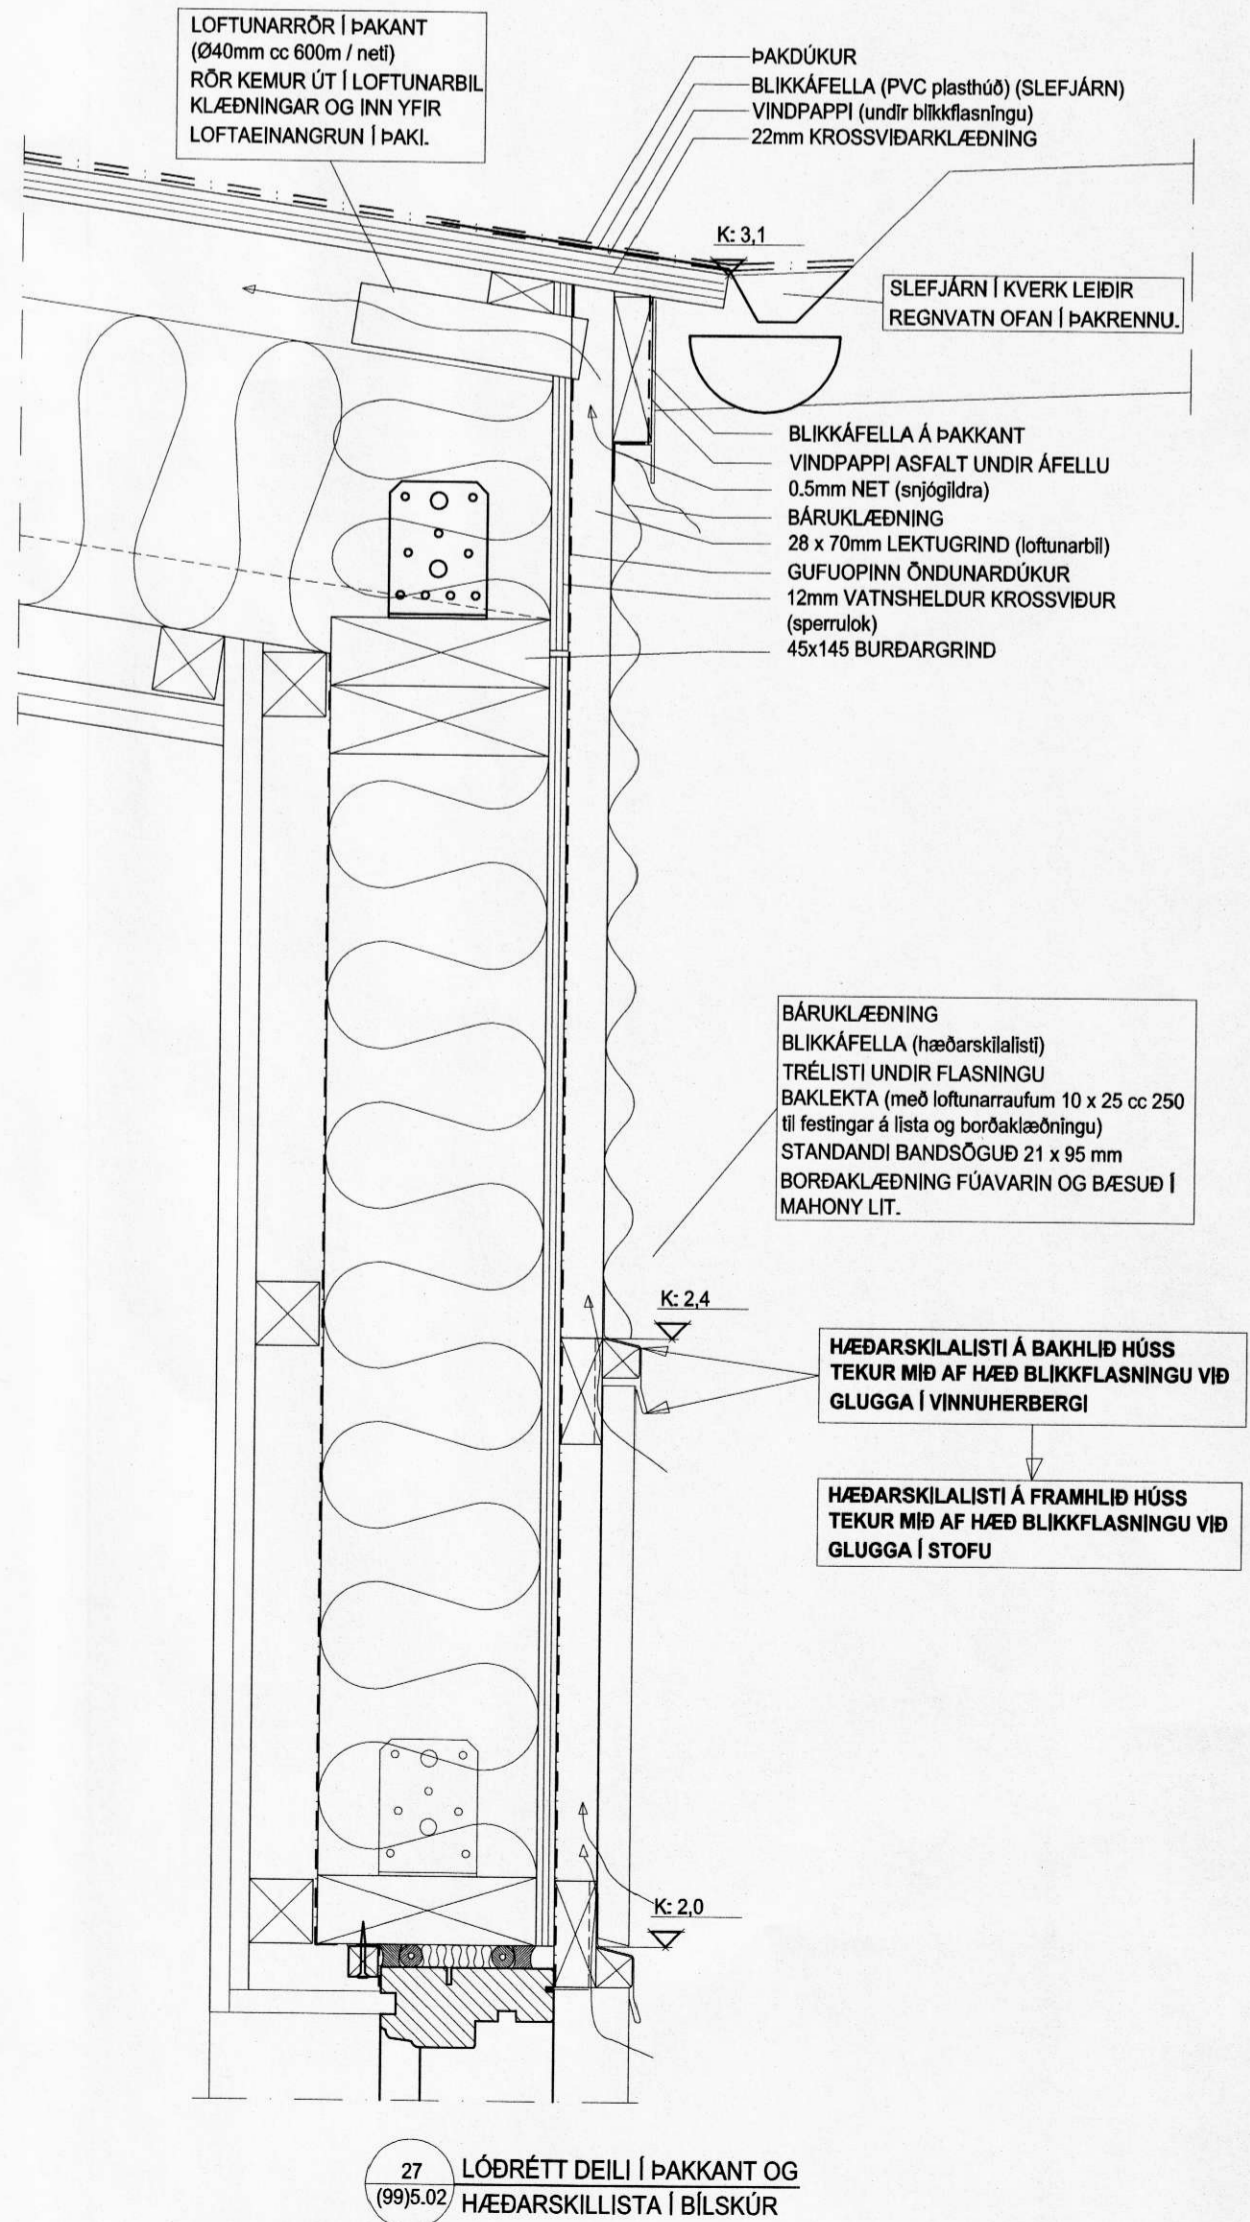 LOFTUNARRÖR Í ÞAKANT
(Ø40mm cc 600m / neti)
RÖR KEMUR ÚT Í LOFTUNARBIL
KLÆÐNINGAR OG INN YFIR
LOFTAEINANGRUN Í ÞAKI.
ÞAKDÚKUR
BLIKKÁFELLA (PVC plasthúð) (SLEFJÁRN)
VINDPAPPI (undir blikkflasningu)
22mm KROSSVIÐARKLÆÐNING
K: 3,1
SLEFJÁRN Í KVERK LEIÐIR
REGNVATN OFAN Í ÞAKRENNU.
BLIKKÁFELLA Á ÞAKKANT
VINDPAPPI ASFALT UNDIR ÁFELLU
0.5mm NET (snjógildra)
BÁRUKLÆÐNING
28 x 70mm LEKTUGRIND (loftunarbil)
GUFUOPINN ÖNDUNARDÚKUR
12mm VATNSHELDUR KROSSVIÐUR
(sperrulok)
45x145 BURÐARGRIND
BÁRUKLÆÐNING
BLIKKÁFELLA (hæðarskilalisti)
TRÉLISTI UNDIR FLASNINGU
BAKLEKTA (með loftunarraufum 10 x 25 cc 250
til festingar á lista og borðaklæðningu)
STANDANDI BANDSÖGUÐ 21 x 95 mm
BORÐAKLÆÐNING FÚAVARIN OG BÆSUÐ Í
MAHONY LIT.
K: 2,4
HÆÐARSKILALISTI Á BAKHLIÐ HÚSS
TEKUR MIÐ AF HÆÐ BLIKKFLASNINGU VIÐ
GLUGGA Í VINNUHERBERGI
HÆÐARSKILALISTI Á FRAMHLIÐ HÚSS
TEKUR MIÐ AF HÆÐ BLIKKFLASNINGU VIÐ
GLUGGA Í STOFU
K: 2,0
27
(99)5.02
LÓÐRÉTT DEILI Í ÞAKKANT OG
HÆÐARSKILLISTA Í BÍLSKÚR